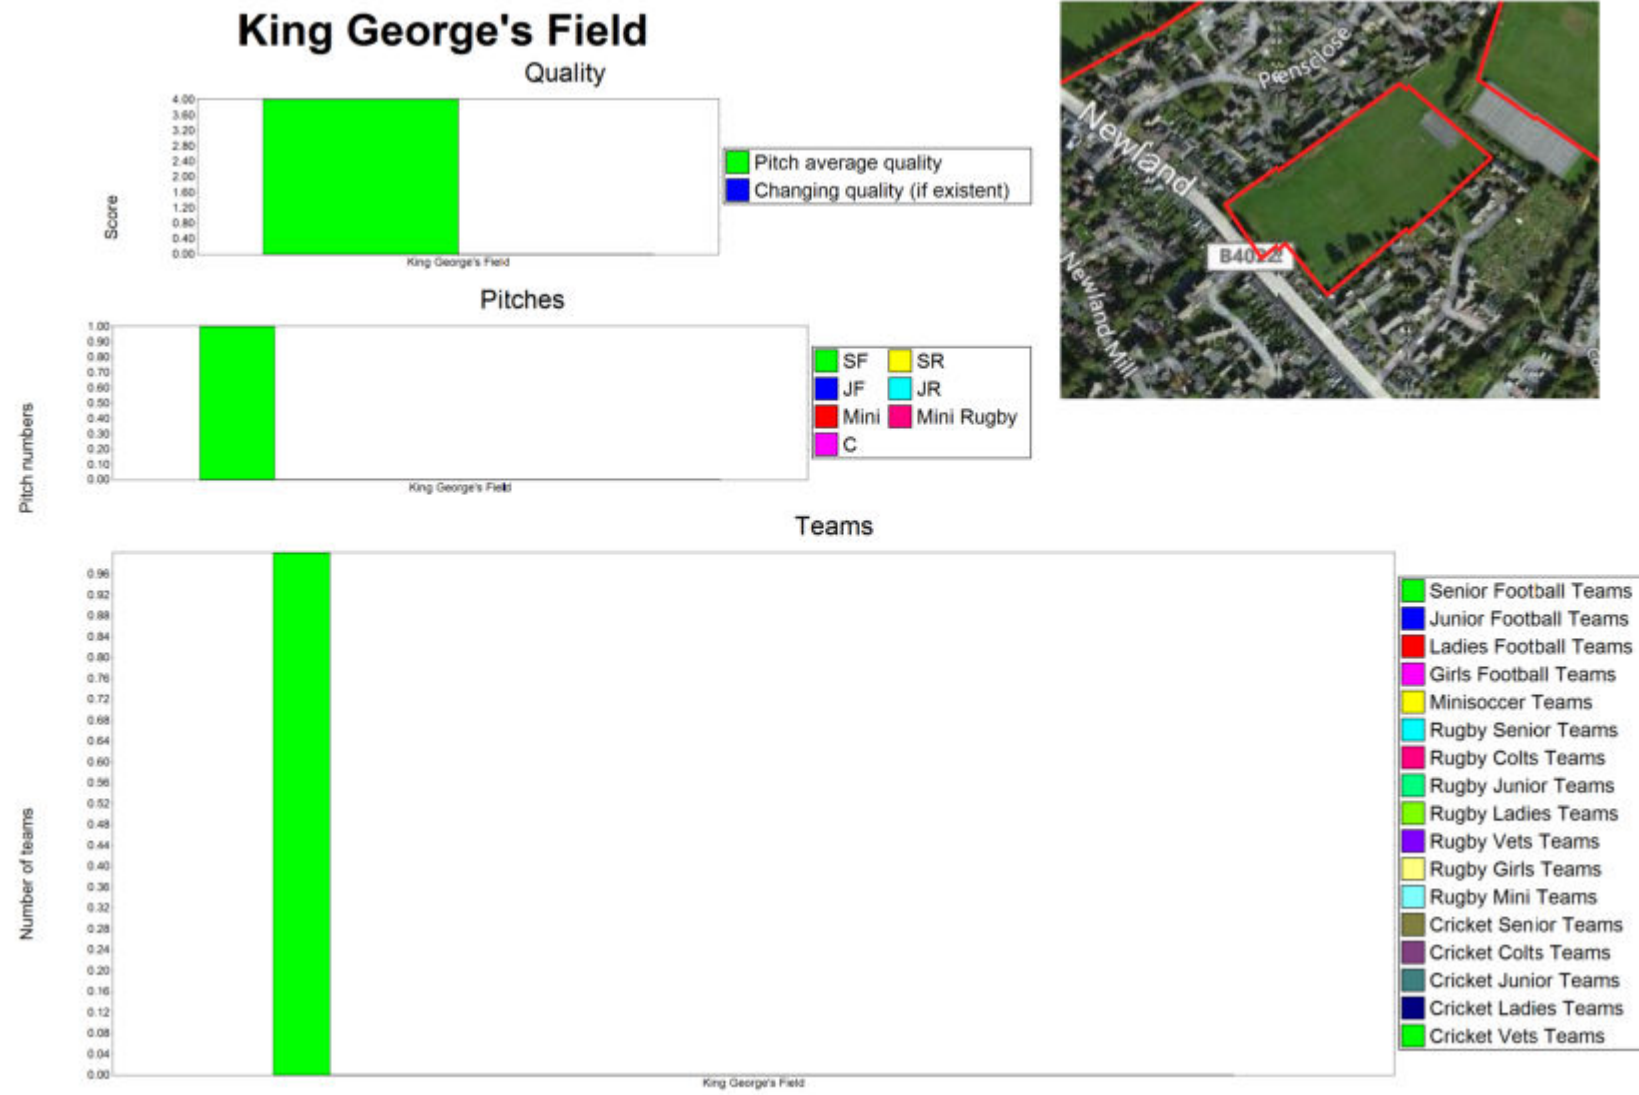 King George's Field
Quality
4.00
3.60
3.20
2.80
2.40
2.00
1.60
1.20
0.80
0.40
0.00
Score
King George's Field
Pitch average quality
Changing quality (if existent)
Pitches
1.00
0.90
0.80
0.70
0.60
0.50
0.40
0.30
0.20
0.10
0.00
Pitch numbers
King George's Field
SF
SR
JF
JR
Mini
Mini Rugby
C
Newland
Newland Mill
Teams
0.96
0.92
0.88
0.84
0.80
0.76
0.72
0.68
0.64
0.60
0.56
0.52
0.48
0.44
0.40
0.36
0.32
0.28
0.24
0.20
0.16
0.12
0.08
0.04
0.00
Number of teams
King George's Field
Senior Football Teams
Junior Football Teams
Ladies Football Teams
Girls Football Teams
Minisoccer Teams
Rugby Senior Teams
Rugby Colts Teams
Rugby Junior Teams
Rugby Ladies Teams
Rugby Vets Teams
Rugby Girls Teams
Rugby Mini Teams
Cricket Senior Teams
Cricket Colts Teams
Cricket Junior Teams
Cricket Ladies Teams
Cricket Vets Teams